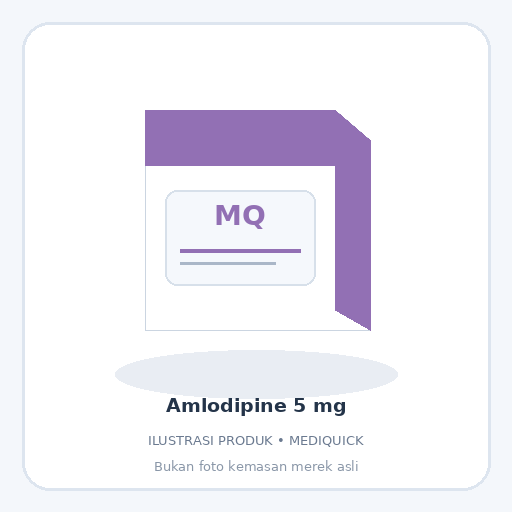 MQ
Amlodipine 5 mg
ILUSTRASI PRODUK • MEDIQUICK
Bukan foto kemasan merek asli